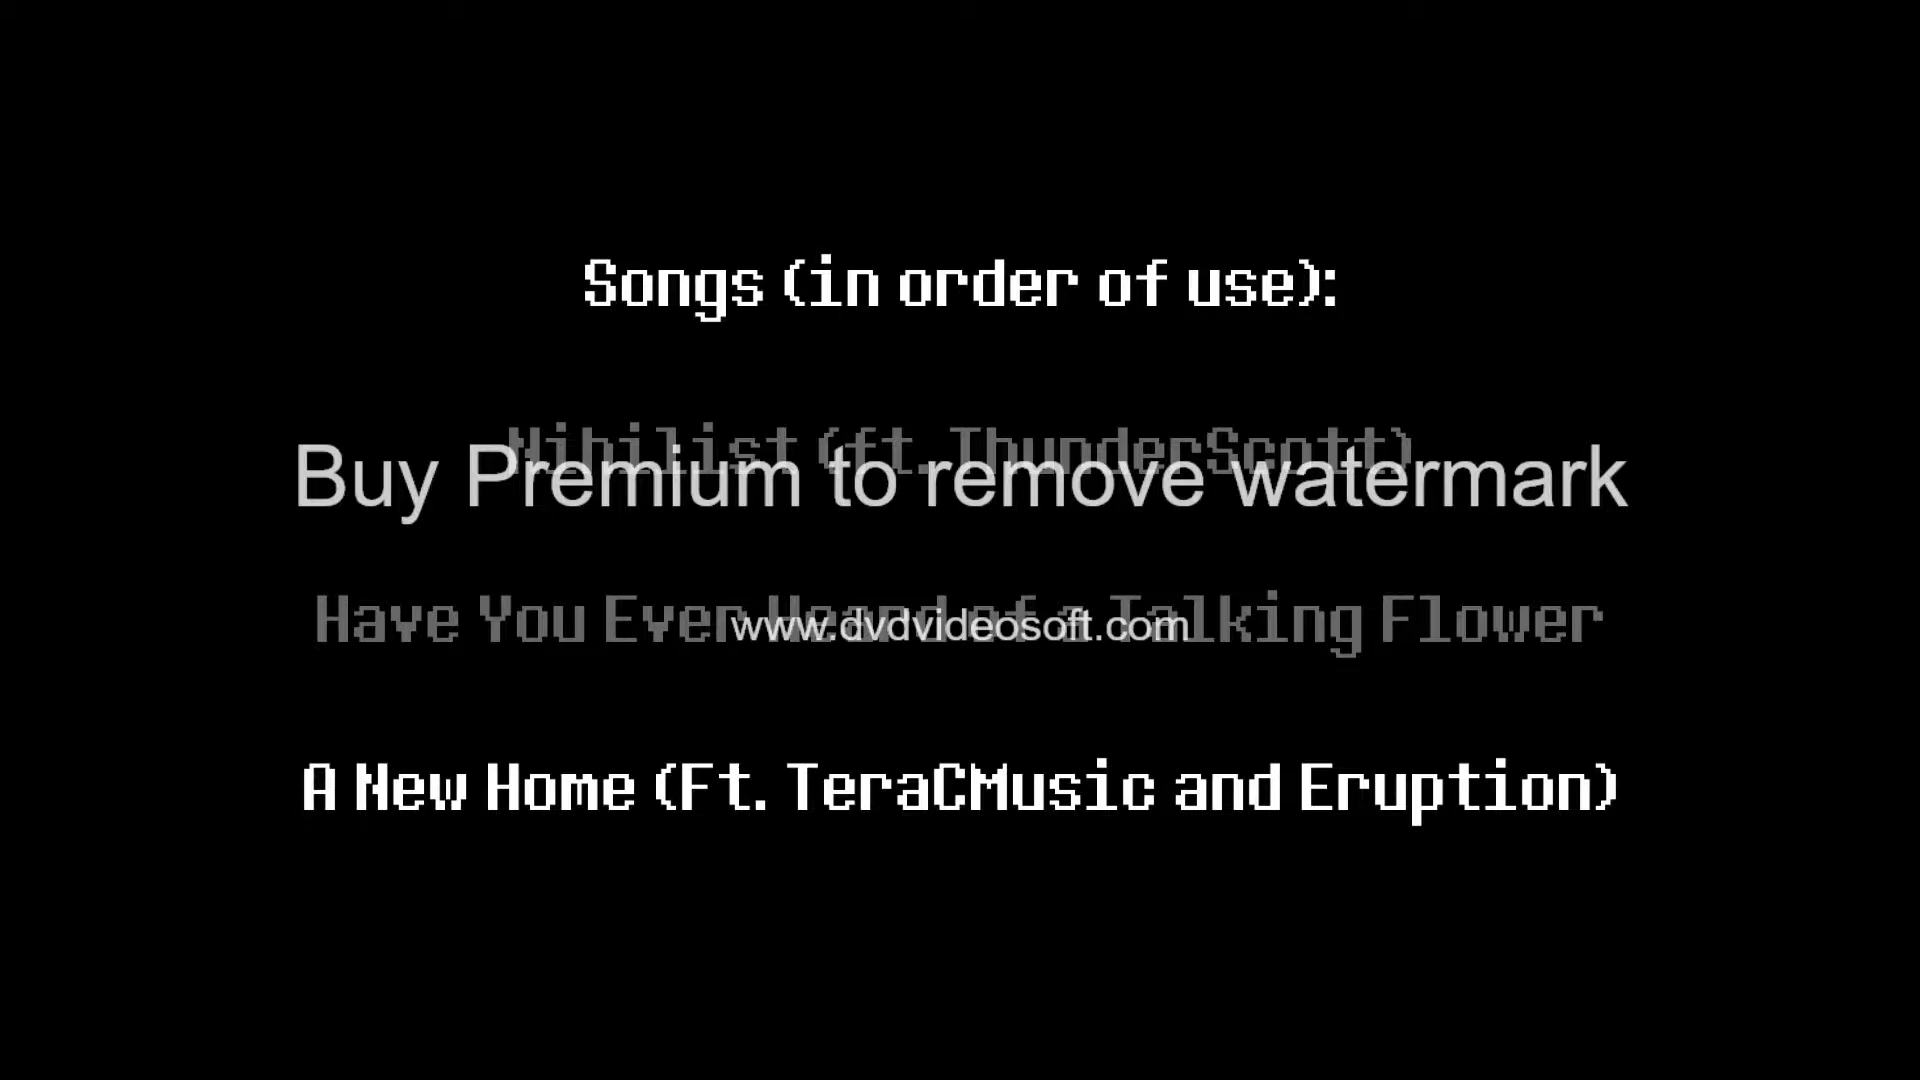 Songs (in order of use):
Nihilist (ft. ThunderScott)
Buy Premium to remove watermark
Have You Ever Heard of a Talking Flower
www.dvdvideosoft.com
A New Home (Ft. TeraCMusic and Eruption)